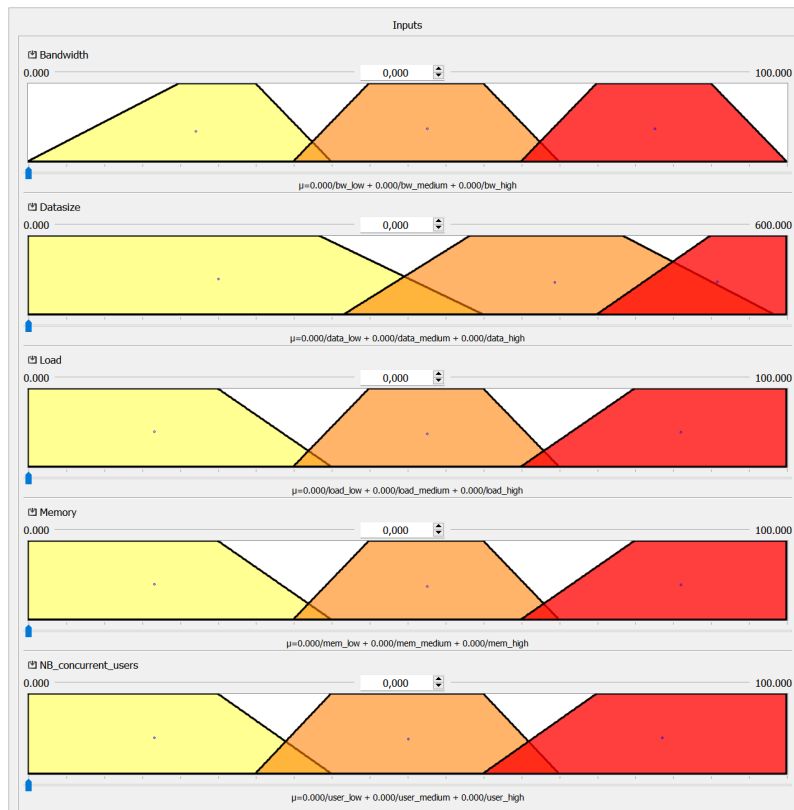 Inputs
Bandwidth
0.000 0,000 100.000
μ=0.000/bw_low + 0.000/bw_medium + 0.000/bw_high
Datasize
0.000 0,000 600.000
μ=0.000/data_low + 0.000/data_medium + 0.000/data_high
Load
0.000 0,000 100.000
μ=0.000/load_low + 0.000/load_medium + 0.000/load_high
Memory
0.000 0,000 100.000
μ=0.000/mem_low + 0.000/mem_medium + 0.000/mem_high
NB_concurrent_users
0.000 0,000 100.000
μ=0.000/user_low + 0.000/user_medium + 0.000/user_high